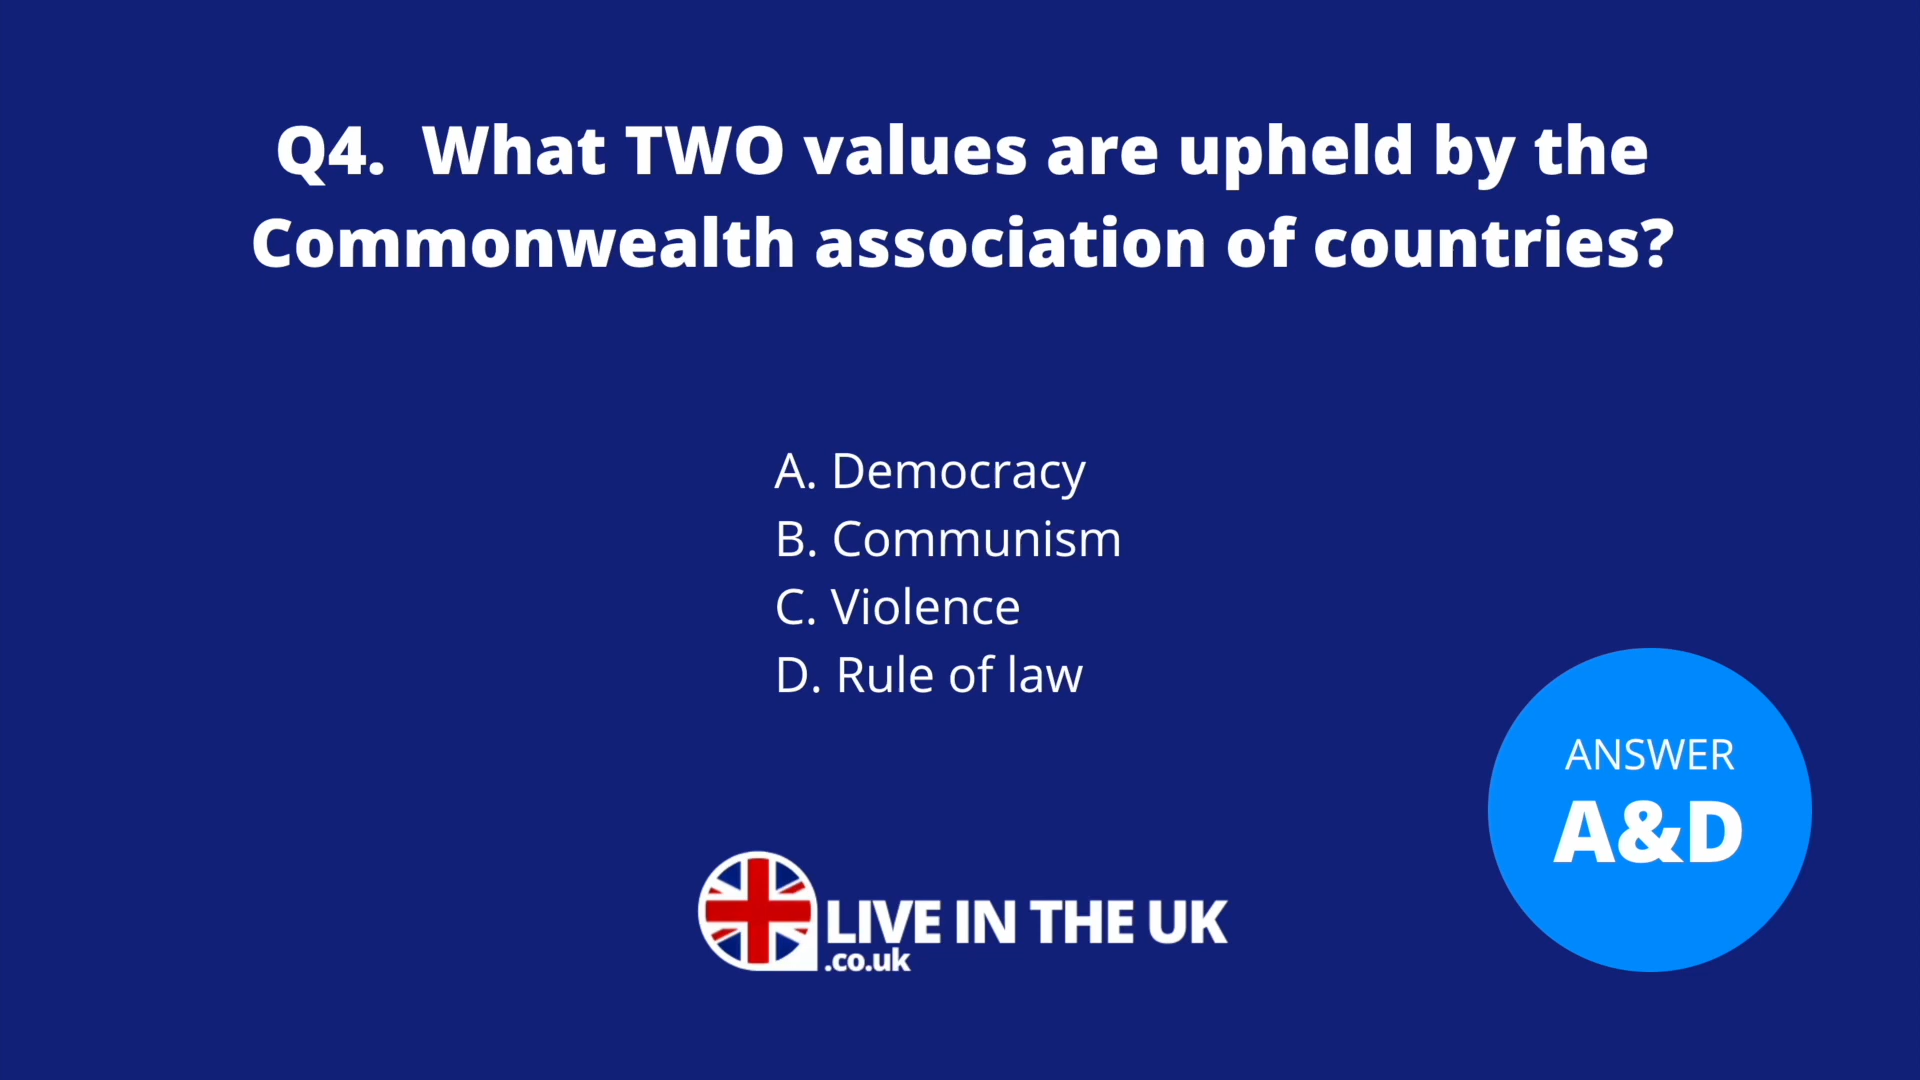 Q4.  What TWO values are upheld by the
Commonwealth association of countries?
A. Democracy
B. Communism
C. Violence
D. Rule of law
ANSWER
A&D
LIVE IN THE UK
.co.uk